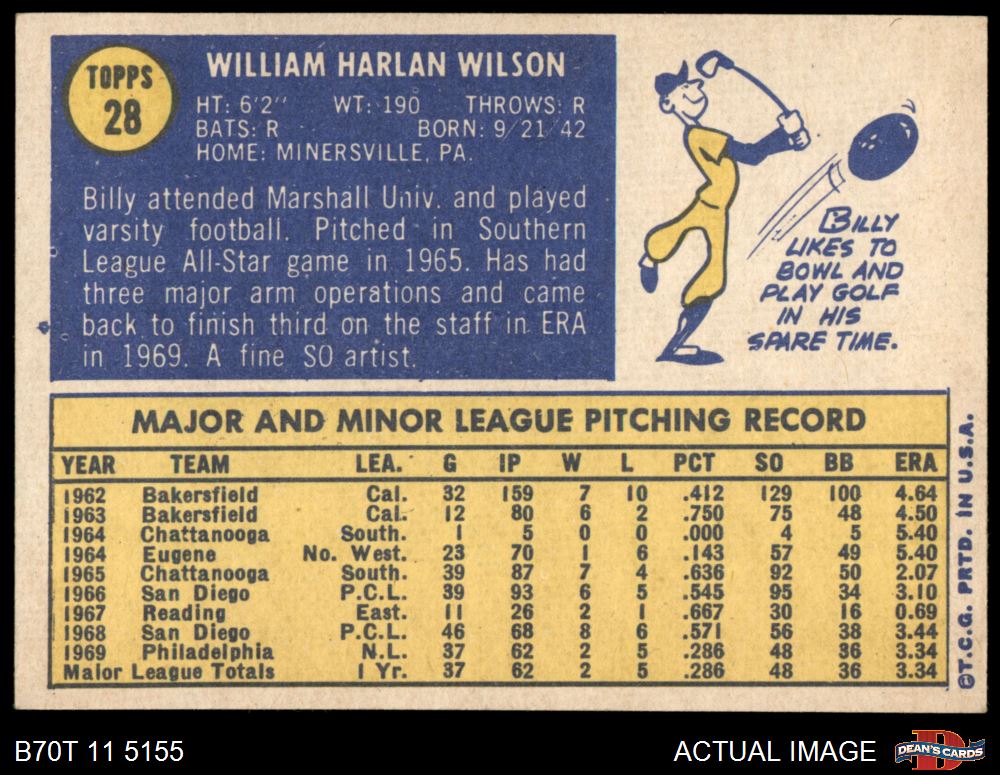 TOPPS
28
WILLIAM HARLAN WILSON
HT: 6'2" WT: 190 THROWS: R
BATS: R BORN: 9/21/42
HOME: MINERSVILLE, PA.
Billy attended Marshall Univ. and played
varsity football. Pitched in Southern
League All-Star game in 1965. Has had
three major arm operations and came
back to finish third on the staff in ERA
in 1969. A fine SO artist.
BILLY
LIKES TO
BOWL AND
PLAY GOLF
IN HIS
SPARE TIME.
MAJOR AND MINOR LEAGUE PITCHING RECORD
YEAR TEAM LEA. G IP W L PCT SO BB ERA
1962 Bakersfield Cal. 32 159 7 10 .412 129 100 4.64
1963 Bakersfield Cal. 12 80 6 2 .750 75 48 4.50
1964 Chattanooga South. 1 5 0 0 .000 4 5 5.40
1964 Eugene No. West. 23 70 1 6 .143 57 49 5.40
1965 Chattanooga South. 39 87 7 4 .636 92 50 2.07
1966 San Diego P.C.L. 39 93 6 5 .545 95 34 3.10
1967 Reading East. 11 26 2 1 .667 30 16 0.69
1968 San Diego P.C.L. 46 68 8 6 .571 56 38 3.44
1969 Philadelphia N.L. 37 62 2 5 .286 48 36 3.34
Major League Totals 1 Yr. 37 62 2 5 .286 48 36 3.34
©T.C.G. PRTD. IN U.S.A.
B70T 11 5155
ACTUAL IMAGE
D
DEAN'S CARDS